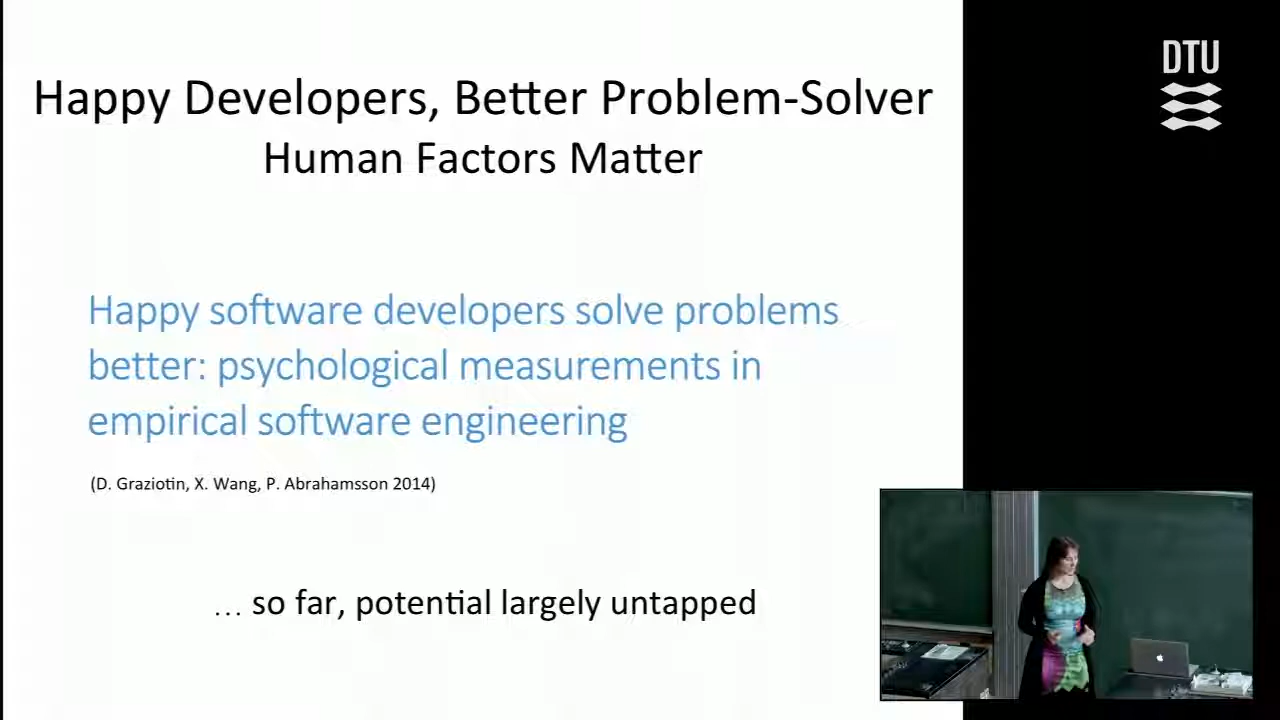 Happy Developers, Better Problem-Solver
Human Factors Matter
Happy software developers solve problems
better: psychological measurements in
empirical software engineering
(D. Graziotin, X. Wang, P. Abrahamsson 2014)
... so far, potential largely untapped
DTU